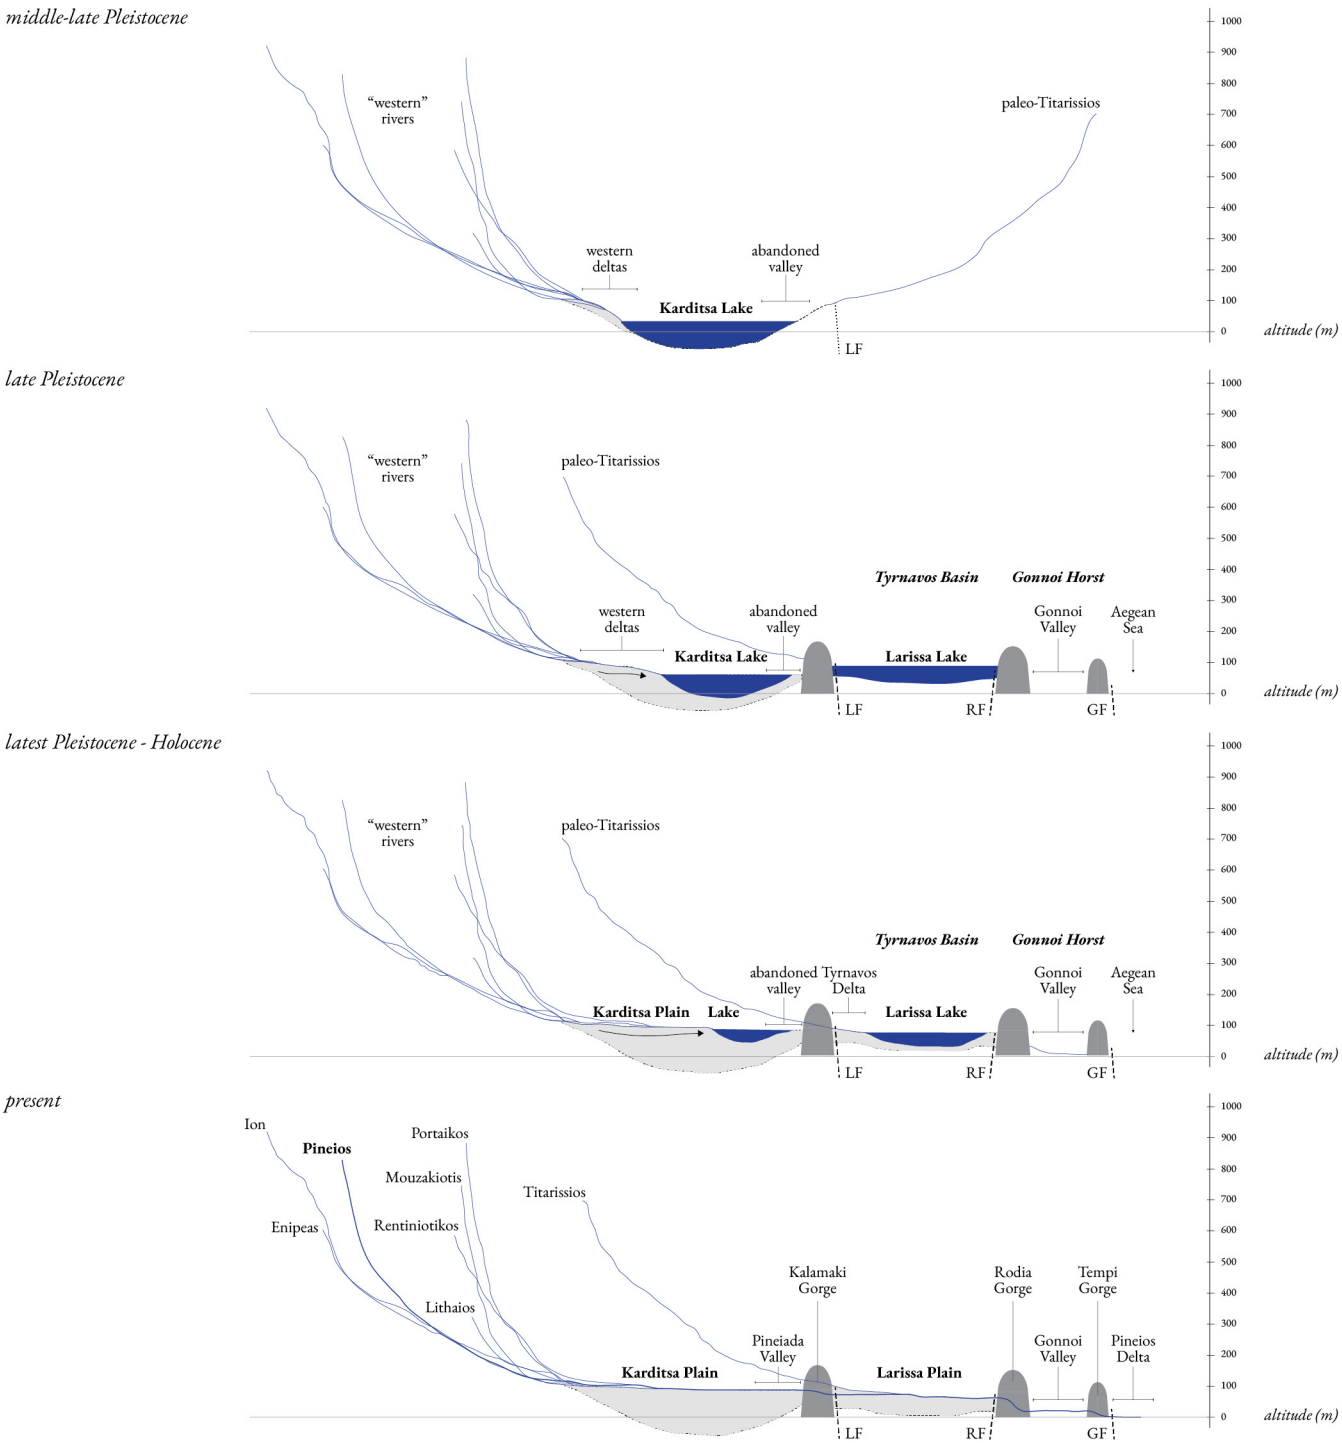 middle-late Pleistocene
1000
900
800
“western”
rivers
paleo-Titarissios
700
600
500
400
300
western
deltas
abandoned
valley
200
Karditsa Lake
100
0
altitude (m)
LF
late Pleistocene
1000
900
800
“western”
rivers
paleo-Titarissios
700
600
500
400
Tyrnavos Basin
Gonnoi Horst
300
western
deltas
abandoned
valley
Gonnoi
Valley
Aegean
Sea
200
Karditsa Lake
Larissa Lake
100
0
altitude (m)
LF
RF
GF
latest Pleistocene - Holocene
1000
900
800
“western”
rivers
paleo-Titarissios
700
600
500
400
Tyrnavos Basin
Gonnoi Horst
300
abandoned
valley
Tyrnavos
Delta
Gonnoi
Valley
Aegean
Sea
200
Karditsa Plain
Lake
Larissa Lake
100
0
altitude (m)
LF
RF
GF
present
1000
Ion
Pineios
Portaikos
900
Mouzakiotis
800
Titarissios
700
Enipeas
Rentiniotikos
600
500
Kalamaki
Gorge
Rodia
Gorge
Tempi
Gorge
400
Lithaios
300
Pineiada
Valley
Gonnoi
Valley
Pineios
Delta
200
Karditsa Plain
Larissa Plain
100
0
altitude (m)
LF
RF
GF